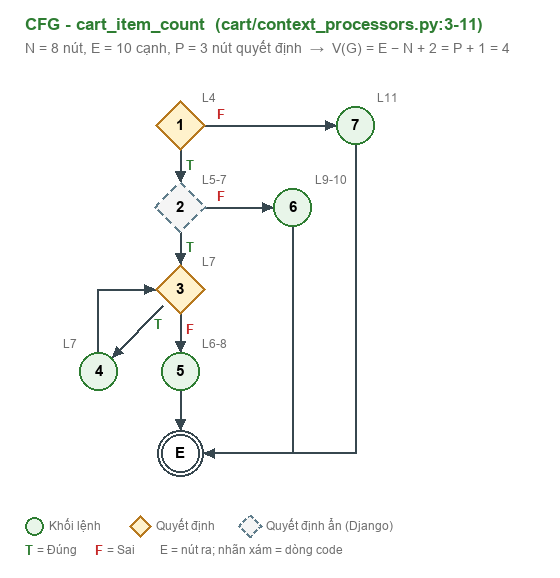 CFG - cart_item_count (cart/context_processors.py:3-11)
N = 8 nút, E = 10 cạnh, P = 3 nút quyết định → V(G) = E − N + 2 = P + 1 = 4
L4
L11
1
F
7
T
L5-7
L9-10
2
F
6
T
L7
3
T
F
L7
L6-8
4
5
E
Khối lệnh
Quyết định
Quyết định ẩn (Django)
T = Đúng F = Sai E = nút ra; nhãn xám = dòng code